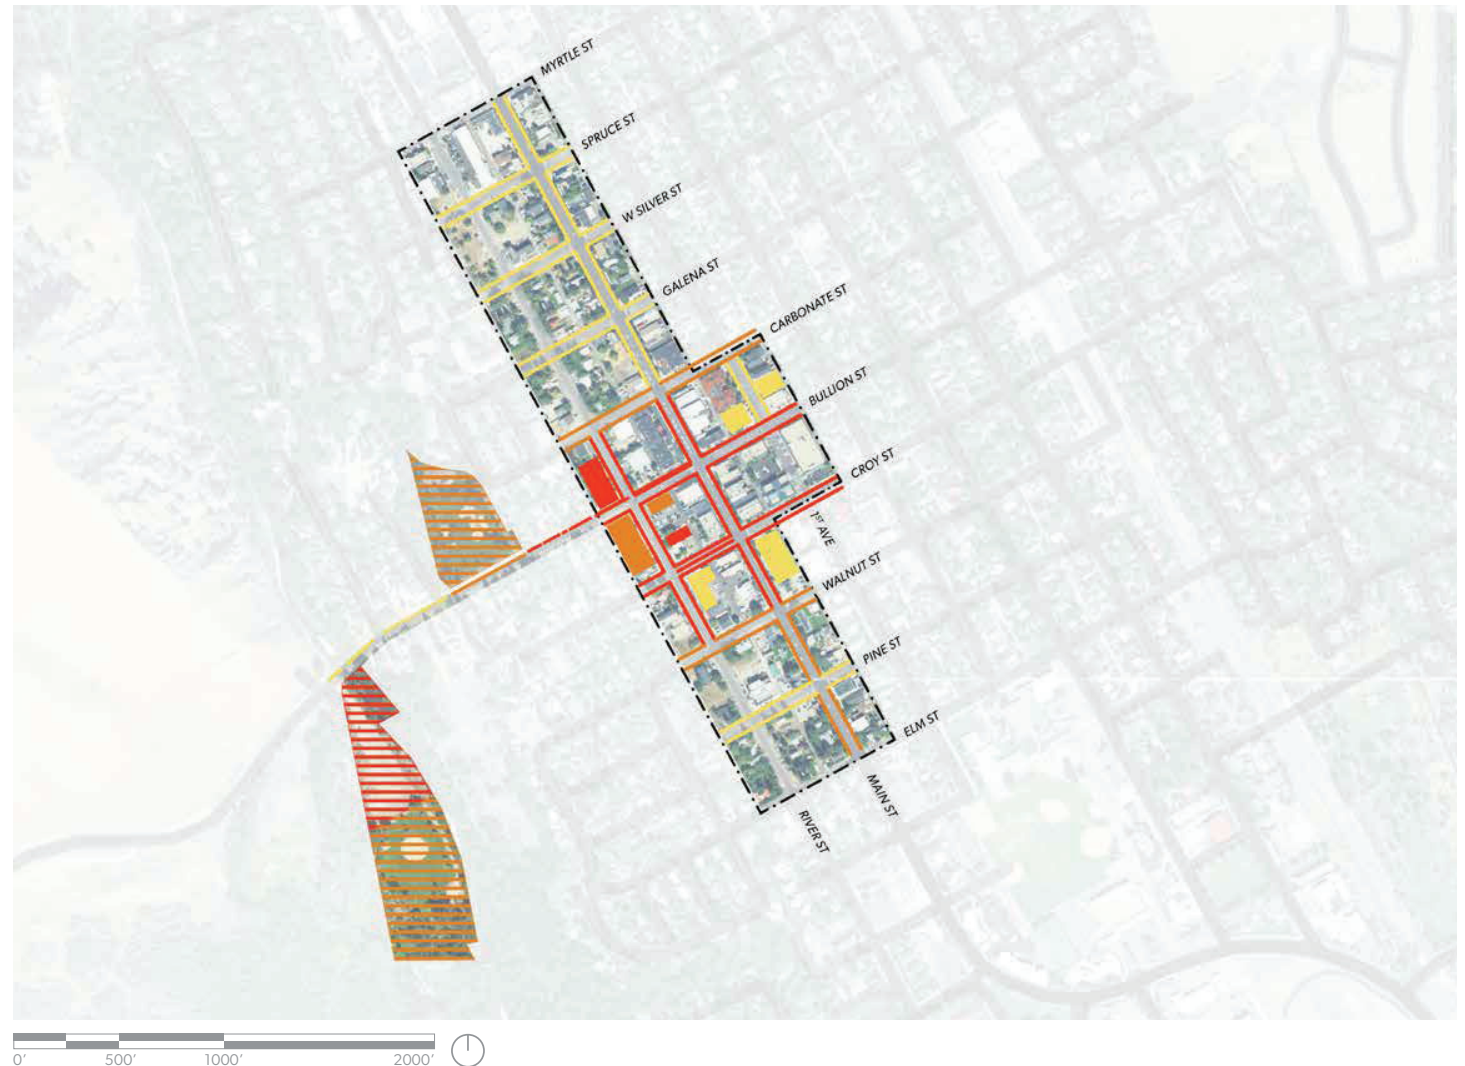 MYRTLE ST
SPRUCE ST
W SILVER ST
GALENA ST
CARBONATE ST
BULLION ST
CROY ST
1ST AVE
WALNUT ST
PINE ST
ELM ST
MAIN ST
RIVER ST
0' 500' 1000' 2000'